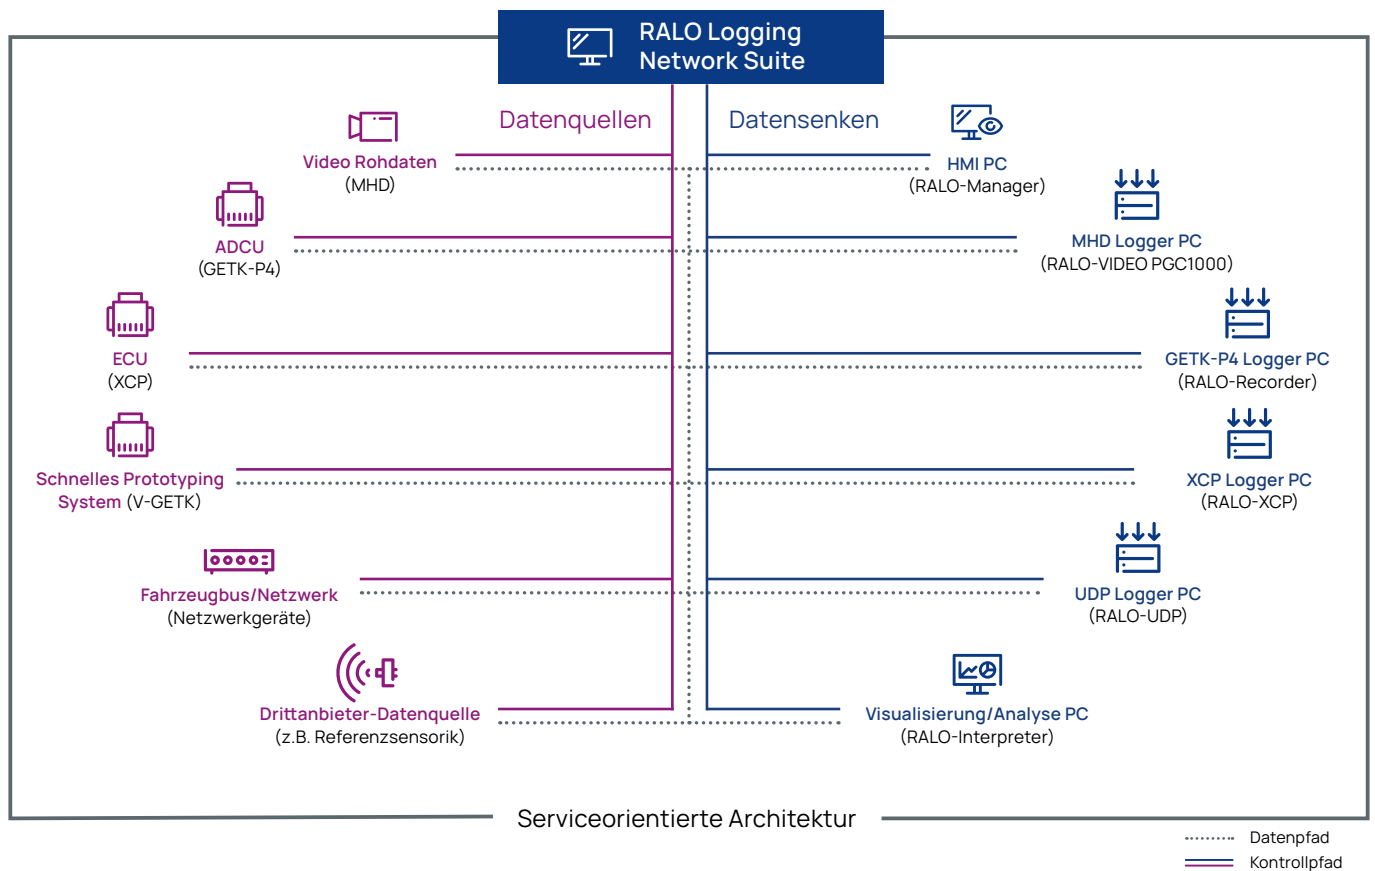 RALO Logging
Network Suite
Datenquellen
Datensenken
Video Rohdaten
(MHD)
HMI PC
(RALO-Manager)
ADCU
(GETK-P4)
MHD Logger PC
(RALO-VIDEO PGC1000)
ECU
(XCP)
GETK-P4 Logger PC
(RALO-Recorder)
Schnelles Prototyping
System (V-GETK)
XCP Logger PC
(RALO-XCP)
Fahrzeugbus/Netzwerk
(Netzwerkgeräte)
UDP Logger PC
(RALO-UDP)
Drittanbieter-Datenquelle
(z.B. Referenzsensorik)
Visualisierung/Analyse PC
(RALO-Interpreter)
Serviceorientierte Architektur
Datenpfad
Kontrollpfad